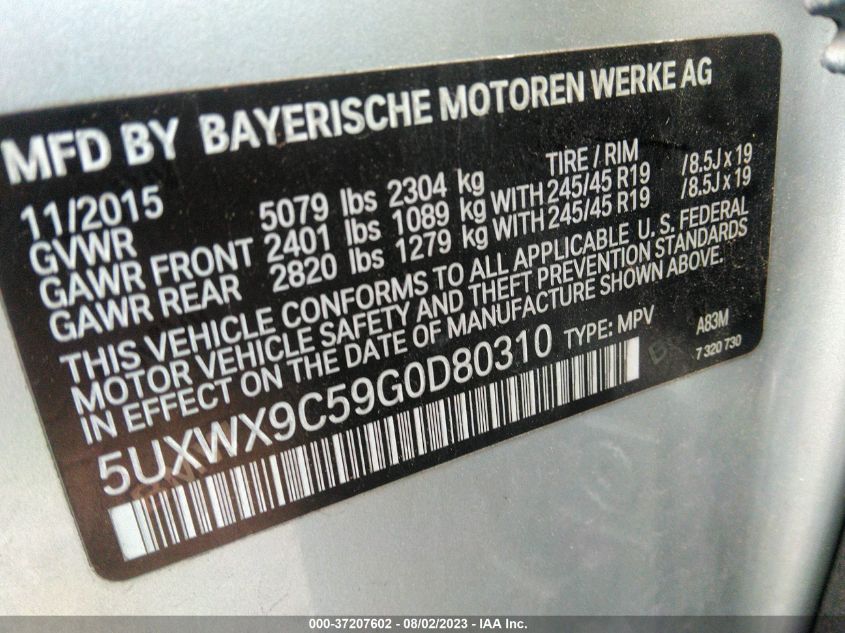 MFD BY BAYERISCHE MOTOREN WERKE AG
11/2015 TIRE / RIM
GVWR 5079 lbs 2304 kg
GAWR FRONT 2401 lbs 1089 kg WITH 245/45 R19 /8.5J x 19
GAWR REAR 2820 lbs 1279 kg WITH 245/45 R19 /8.5J x 19
THIS VEHICLE CONFORMS TO ALL APPLICABLE U. S. FEDERAL
MOTOR VEHICLE SAFETY AND THEFT PREVENTION STANDARDS
IN EFFECT ON THE DATE OF MANUFACTURE SHOWN ABOVE.
5UXWX9C59G0D80310 TYPE: MPV A83M
7 320 730
000-37207602 - 08/02/2023 - IAA Inc.